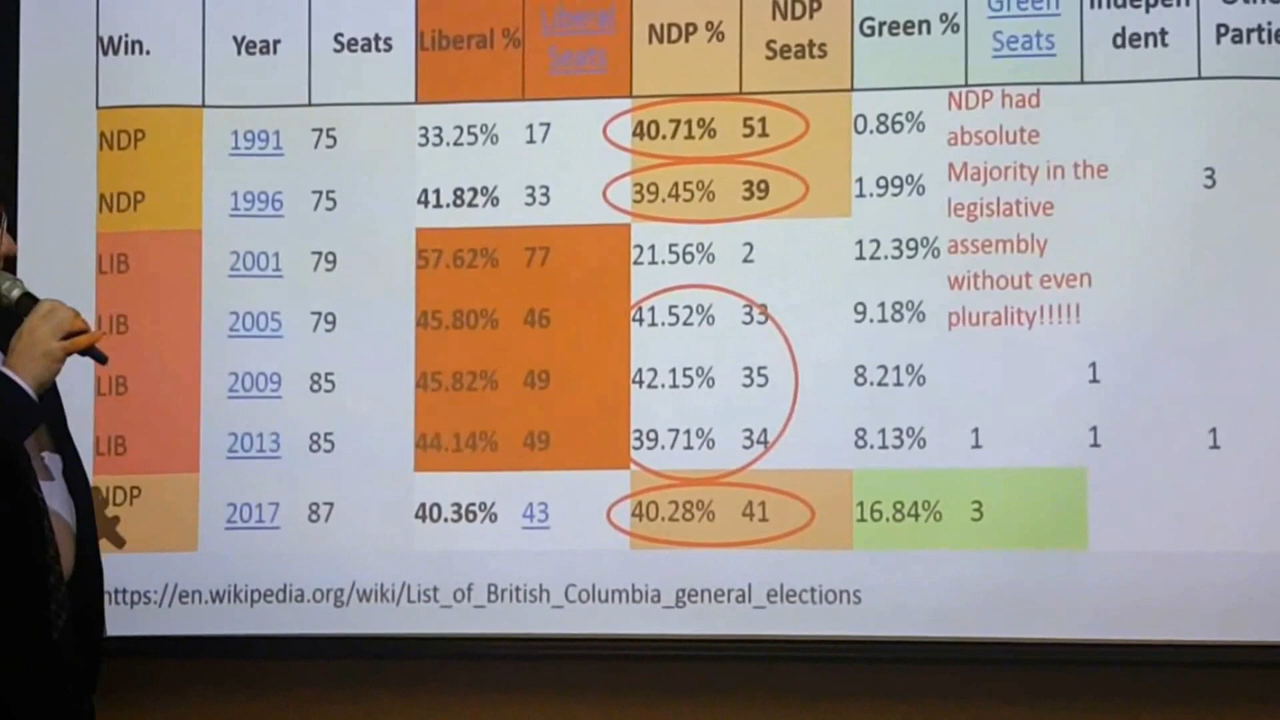 Win. Year Seats Liberal % Liberal Seats NDP % NDP Seats Green % Green Seats dent
NDP 1991 75 33.25% 17 40.71% 51 0.86%
NDP 1996 75 41.82% 33 39.45% 39 1.99% 3
LIB 2001 79 57.62% 77 21.56% 2 12.39%
LIB 2005 79 45.80% 46 41.52% 33 9.18%
LIB 2009 85 45.82% 49 42.15% 35 8.21% 1
LIB 2013 85 44.14% 49 39.71% 34 8.13% 1 1 1
NDP 2017 87 40.36% 43 40.28% 41 16.84% 3
NDP had
absolute
Majority in the
legislative
assembly
without even
plurality!!!!!
https://en.wikipedia.org/wiki/List_of_British_Columbia_general_elections